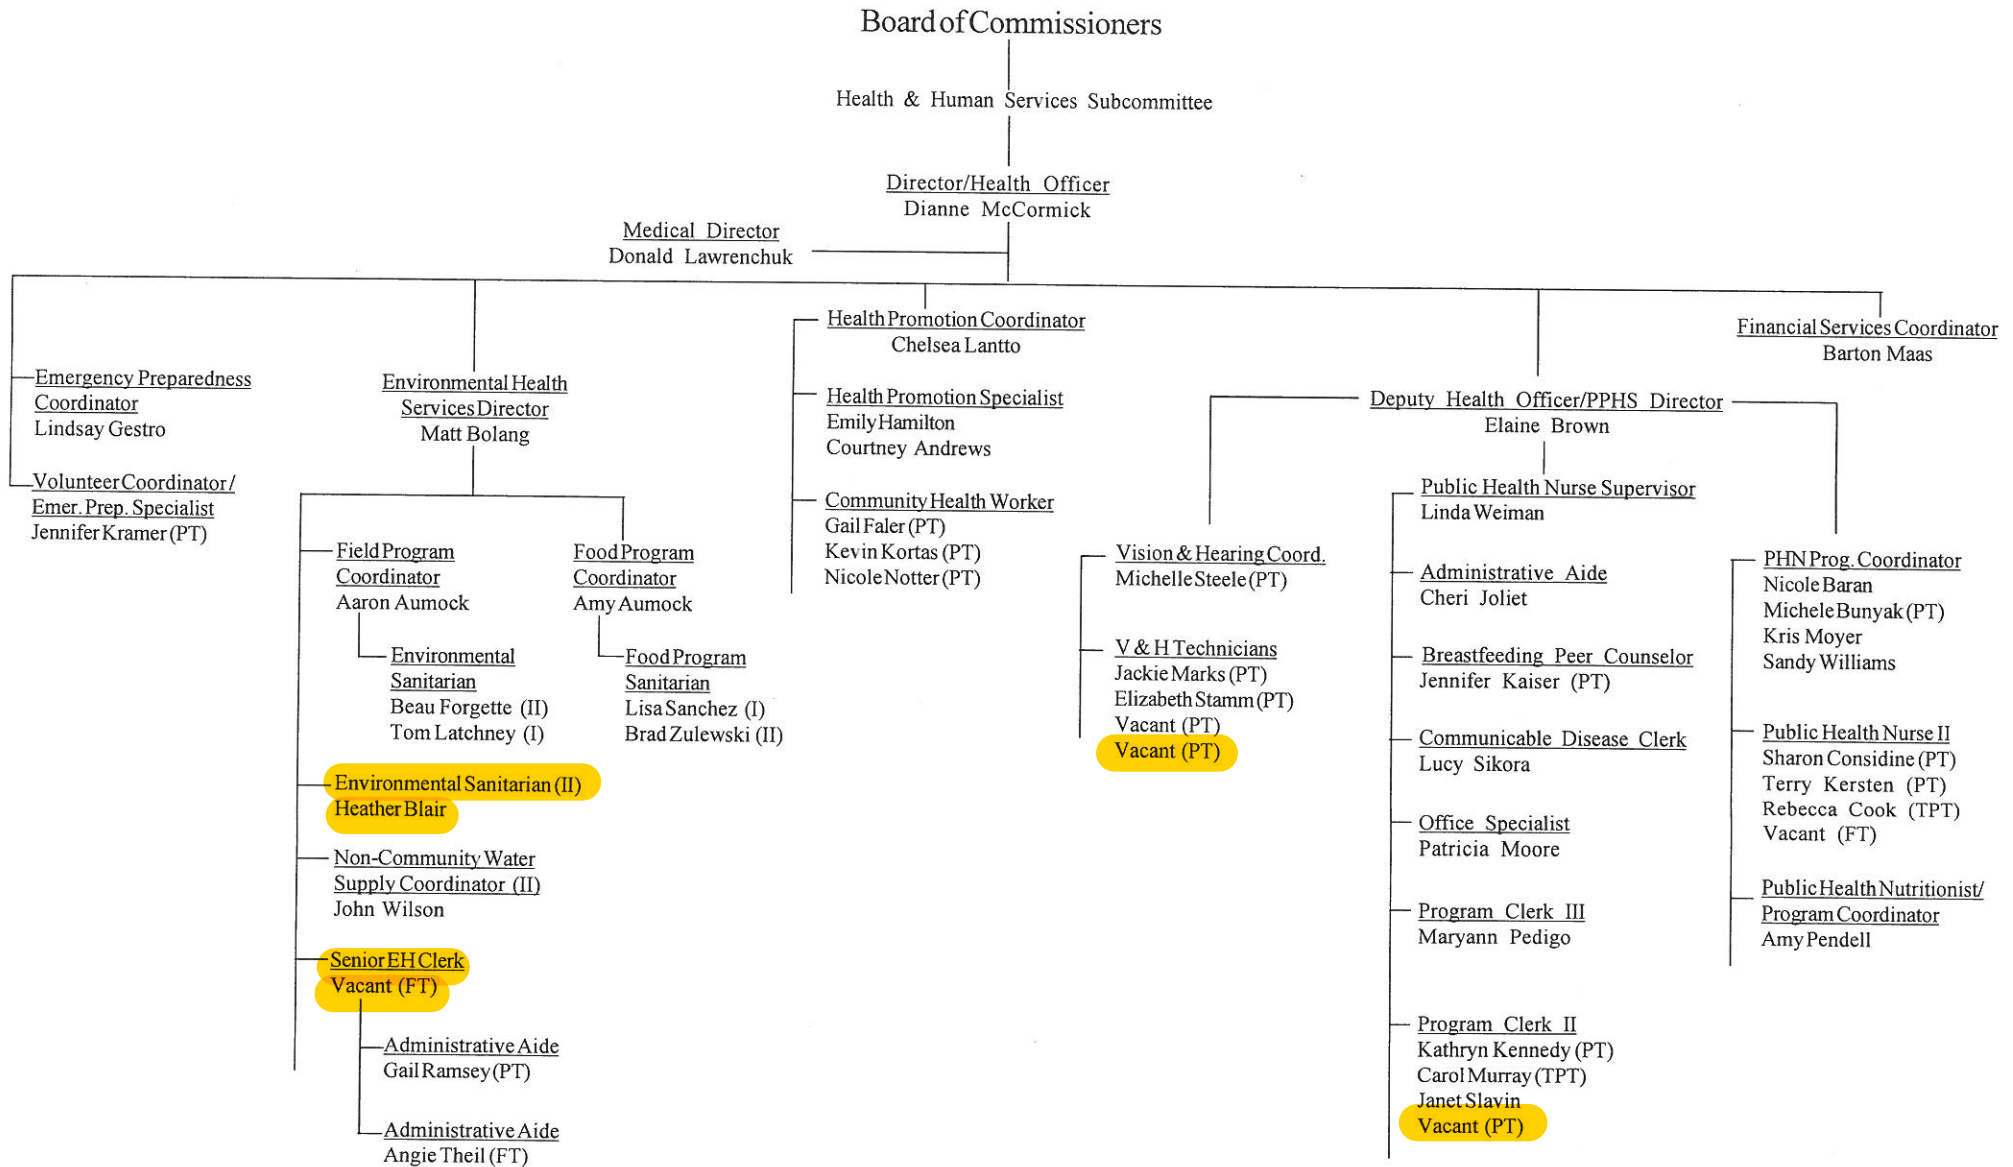 Board of Commissioners
Health & Human Services Subcommittee
Director/Health Officer
Dianne McCormick
Medical Director
Donald Lawrenchuk
Emergency Preparedness
Coordinator
Lindsay Gestro
Volunteer Coordinator/
Emer. Prep. Specialist
Jennifer Kramer (PT)
Environmental Health
Services Director
Matt Bolang
Field Program
Coordinator
Aaron Aumock
Environmental
Sanitarian
Beau Forgette (II)
Tom Latchney (I)
Food Program
Coordinator
Amy Aumock
Food Program
Sanitarian
Lisa Sanchez (I)
Brad Zulewski (II)
Environmental Sanitarian (II)
Heather Blair
Non-Community Water
Supply Coordinator (II)
John Wilson
Senior EH Clerk
Vacant (FT)
Administrative Aide
Gail Ramsey (PT)
Administrative Aide
Angie Theil (FT)
Health Promotion Coordinator
Chelsea Lantto
Health Promotion Specialist
Emily Hamilton
Courtney Andrews
Community Health Worker
Gail Faler (PT)
Kevin Kortas (PT)
Nicole Notter (PT)
Deputy Health Officer/PPHS Director
Elaine Brown
Vision & Hearing Coord.
Michelle Steele (PT)
V & H Technicians
Jackie Marks (PT)
Elizabeth Stamm (PT)
Vacant (PT)
Vacant (PT)
Public Health Nurse Supervisor
Linda Weiman
Administrative Aide
Cheri Joliet
Breastfeeding Peer Counselor
Jennifer Kaiser (PT)
Communicable Disease Clerk
Lucy Sikora
Office Specialist
Patricia Moore
Program Clerk III
Maryann Pedigo
Program Clerk II
Kathryn Kennedy (PT)
Carol Murray (TPT)
Janet Slavin
Vacant (PT)
PHN Prog. Coordinator
Nicole Baran
Michele Bunyak (PT)
Kris Moyer
Sandy Williams
Public Health Nurse II
Sharon Considine (PT)
Terry Kersten (PT)
Rebecca Cook (TPT)
Vacant (FT)
Public Health Nutritionist/
Program Coordinator
Amy Pendell
Financial Services Coordinator
Barton Maas